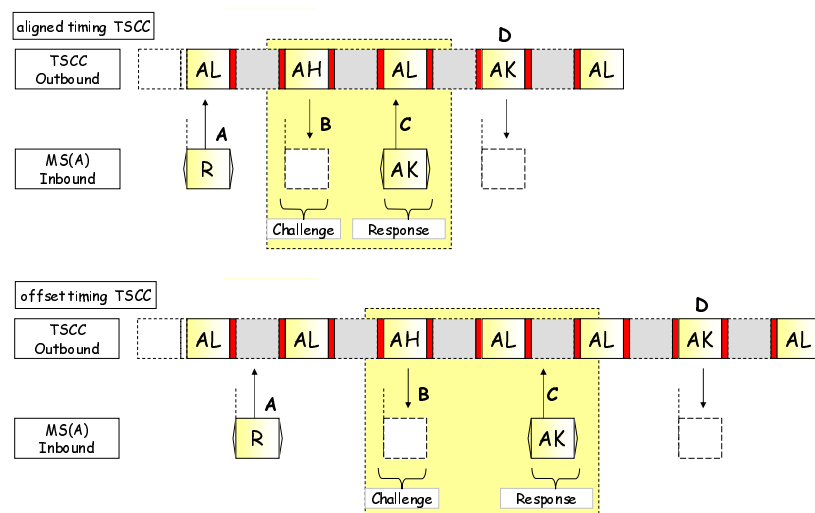 aligned timing TSCC
D
TSCC
Outbound
AL
AH
AL
AK
AL
A
B
C
MS(A)
Inbound
R
AK
Challenge
Response
offset timing TSCC
D
TSCC
Outbound
AL
AL
AH
AL
AL
AK
AL
A
B
C
MS(A)
Inbound
R
AK
Challenge
Response